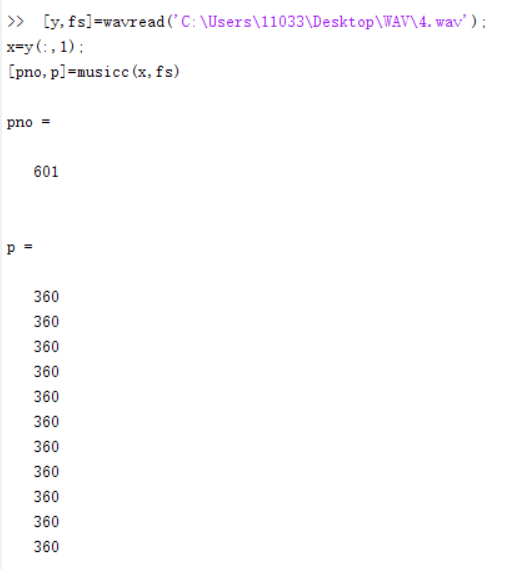 >> [y,fs]=wavread('C:\Users\11033\Desktop\WAV\4.wav');
x=y(:,1);
[pno,p]=musicc(x,fs)
pno =
601
p =
360
360
360
360
360
360
360
360
360
360
360